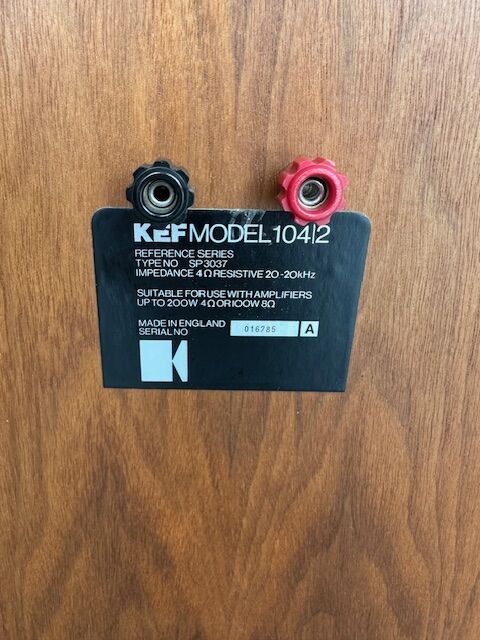 KEF MODEL 104/2
REFERENCE SERIES
TYPE NO SP3037
IMPEDANCE 4Ω RESISTIVE 20-20kHz
SUITABLE FOR USE WITH AMPLIFIERS
UP TO 200W 4Ω OR 100W 8Ω
MADE IN ENGLAND
SERIAL NO 016785 A
K